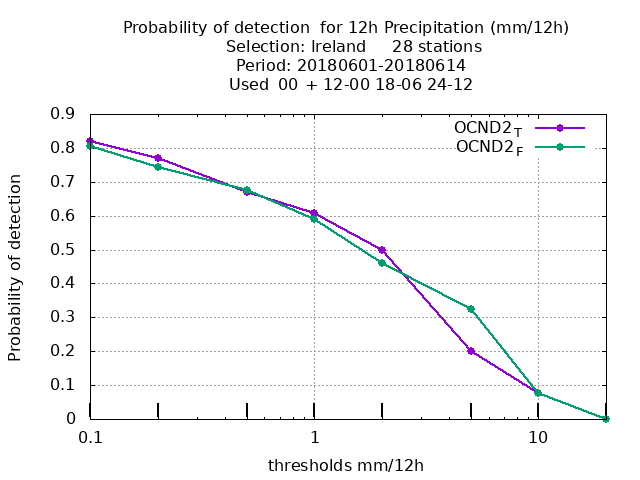 Probability of detection  for 12h Precipitation (mm/12h)
Selection: Ireland     28 stations
Period: 20180601-20180614
Used  00  + 12-00 18-06 24-12
OCND2T
OCND2F
Probability of detection
0.9
0.8
0.7
0.6
0.5
0.4
0.3
0.2
0.1
0
0.1
1
10
thresholds mm/12h